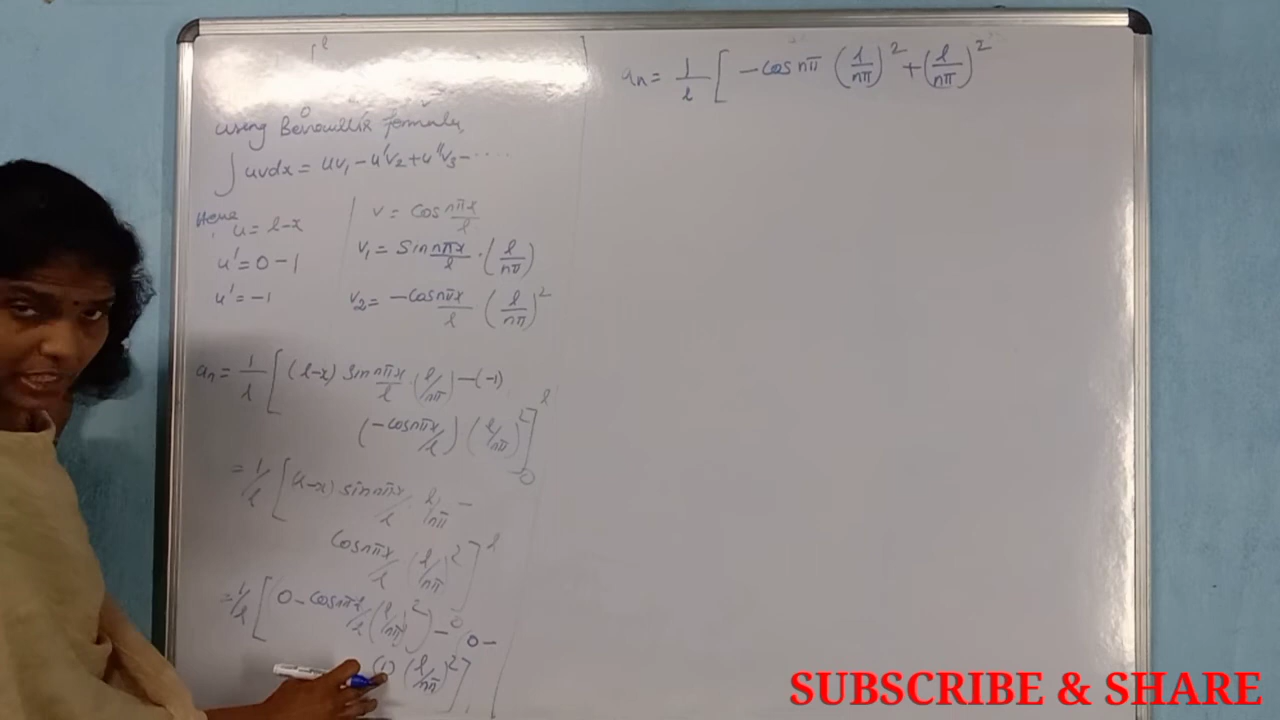 ∫^l
using Bernoulli's formula,
∫ uvdx = uv₁ - u'v₂ + u''v₃ - ....
Here
u = l-x
u' = 0 - 1
u' = -1
v = cos nπx/l
v₁ = sin nπx/l · (l/nπ)
v₂ = -cos nπx/l (l/nπ)²
aₙ = 1/l [ (l-x) sin nπx/l · (l/nπ) - (-1)
(-cos nπx/l) (l/nπ)² ]₀^l
= 1/l [ (l-x) sin nπx/l · l/nπ -
cos nπx/l (l/nπ)² ]₀^l
= 1/l [ (0 - cos nπl/l (l/nπ)²) - (0 -
(1) (l/nπ)² ]
aₙ = 1/l [ - cos nπ (l/nπ)² + (l/nπ)²
SUBSCRIBE & SHARE